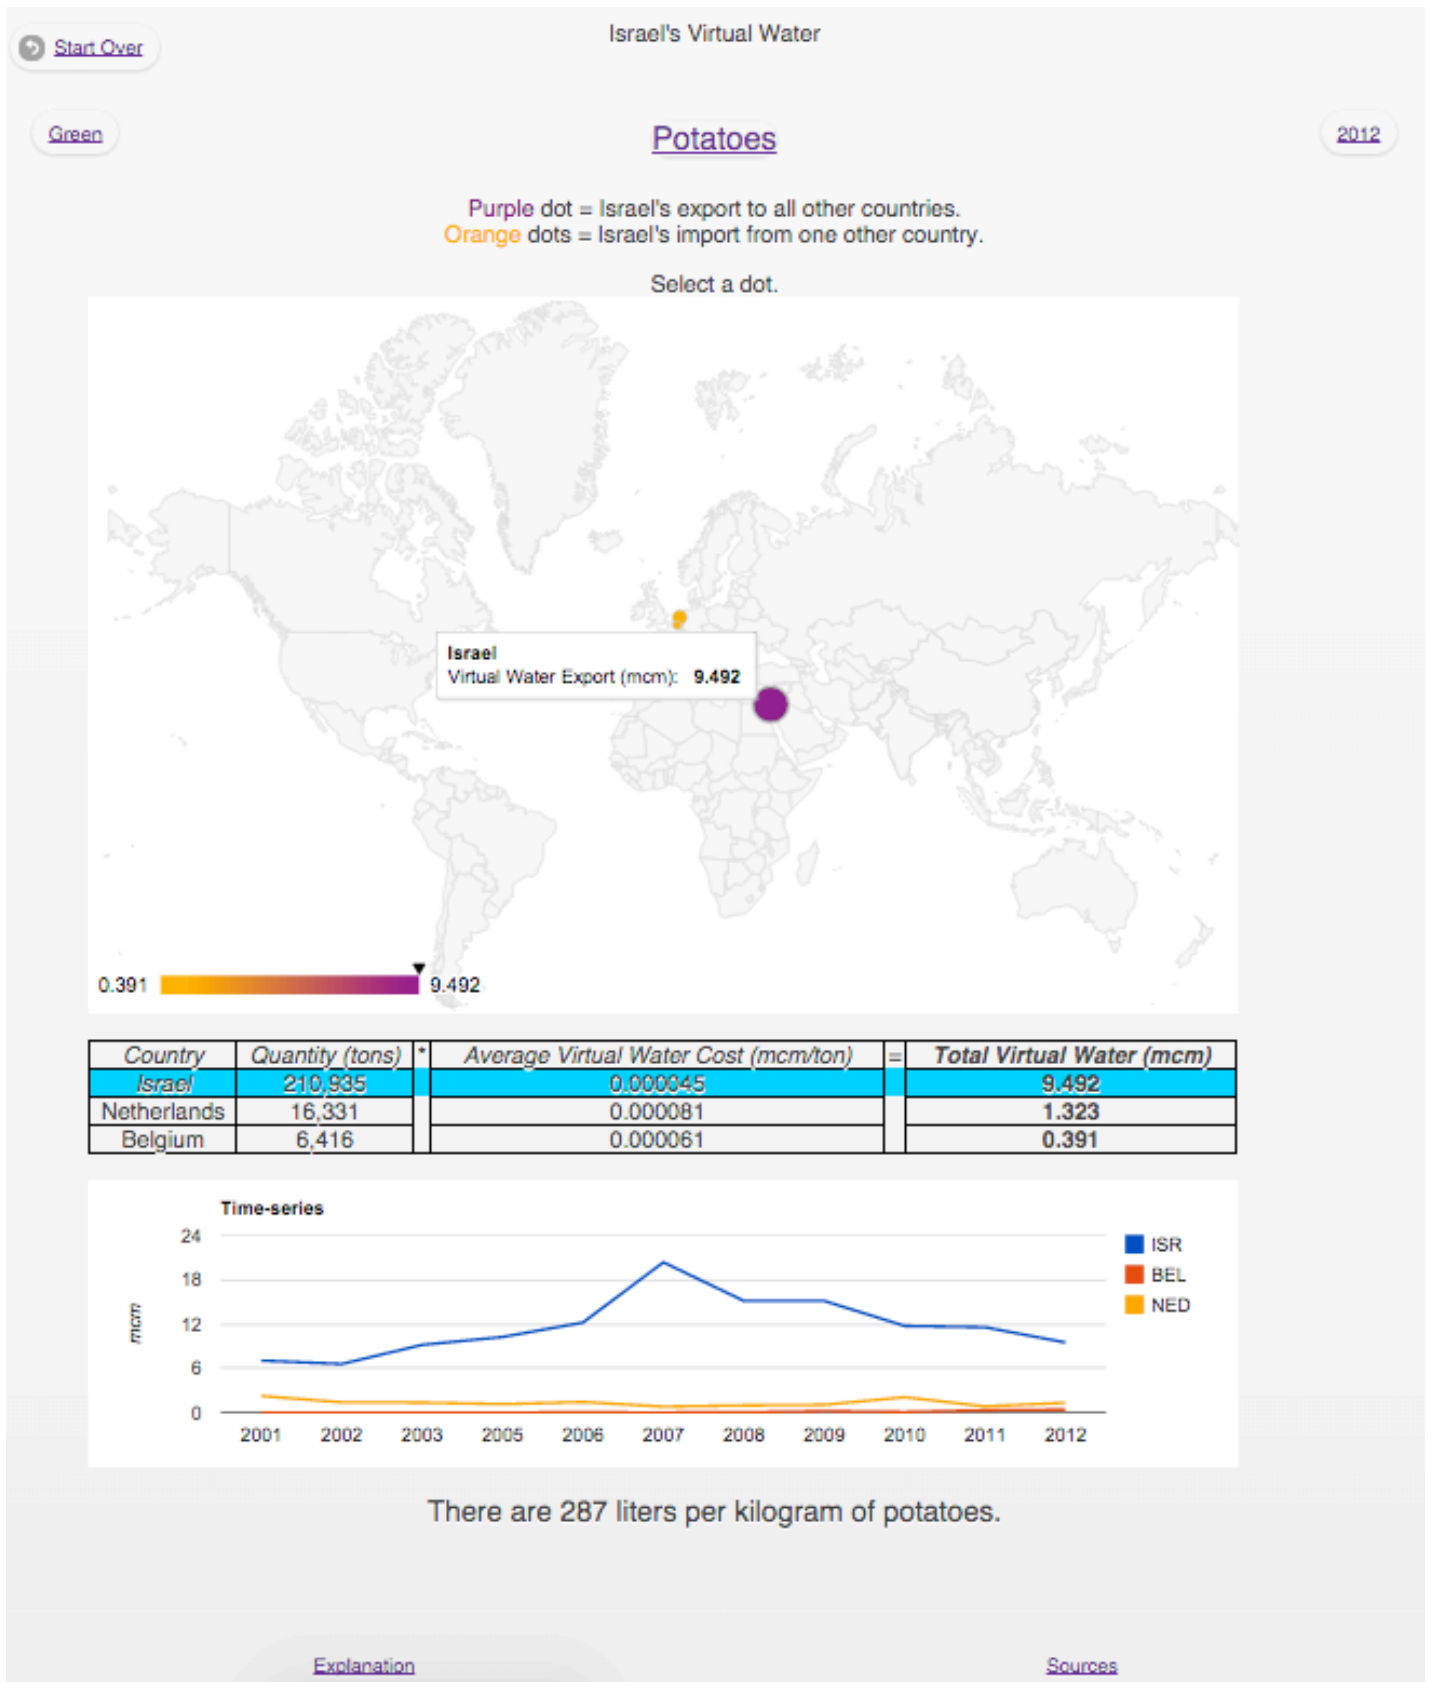 Israel's Virtual Water
Start Over
Green
Potatoes
2012
Purple dot = Israel's export to all other countries.
Orange dots = Israel's import from one other country.
Select a dot.
Israel
Virtual Water Export (mcm): 9.492
0.391 9.492
Country Quantity (tons) * Average Virtual Water Cost (mcm/ton) = Total Virtual Water (mcm)
Israel 210,935 0.000045 9.492
Netherlands 16,331 0.000081 1.323
Belgium 6,416 0.000061 0.391
Time-series
24
18
12
6
0
mcm
ISR
BEL
NED
2001 2002 2003 2005 2006 2007 2008 2009 2010 2011 2012
There are 287 liters per kilogram of potatoes.
Explanation
Sources